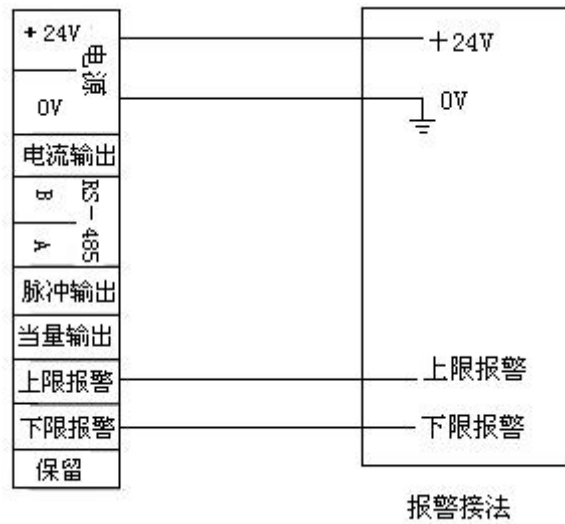 +24V
电源
0V
电流输出
B
RS-485
A
脉冲输出
当量输出
上限报警
下限报警
保留
+24V
0V
上限报警
下限报警
报警接法